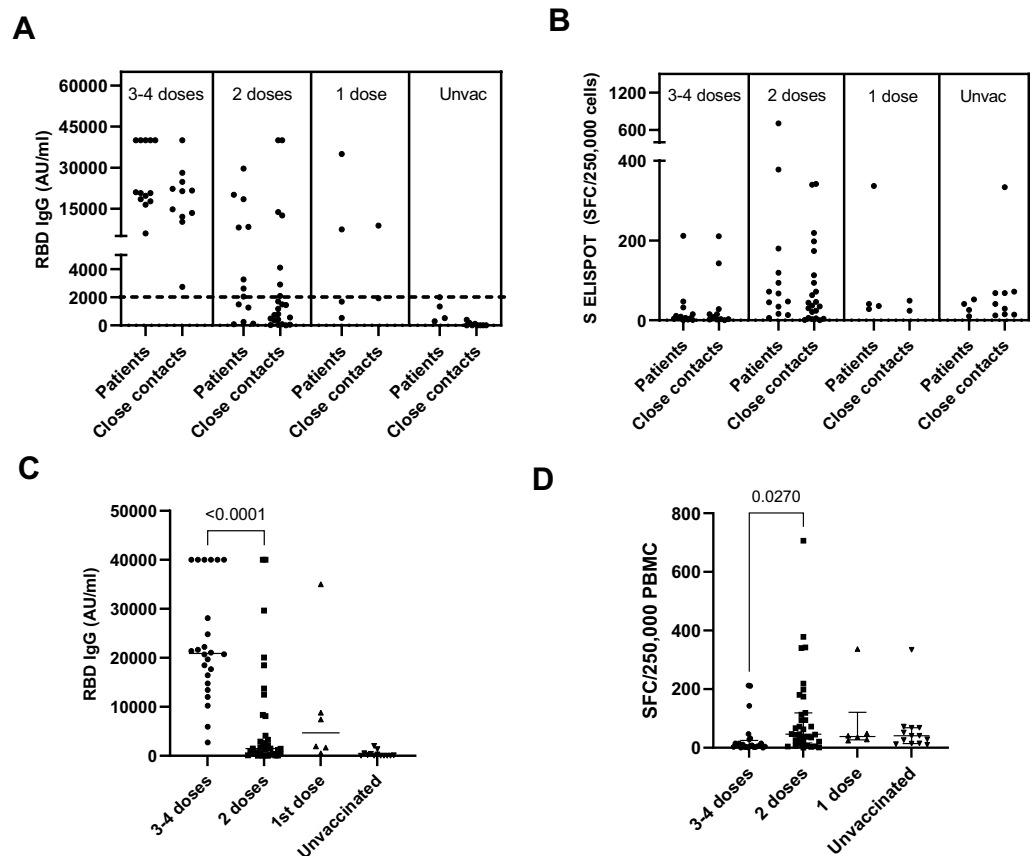 A
RBD IgG (AU/ml)
60000
45000
30000
15000
4000
2000
0
3-4 doses
2 doses
1 dose
Unvac
Patients
Close contacts
Patients
Close contacts
Patients
Close contacts
Patients
Close contacts
B
S ELISPOT (SFC/250,000 cells)
1200
600
400
200
0
3-4 doses
2 doses
1 dose
Unvac
Patients
Close contacts
Patients
Close contacts
Patients
Close contacts
Patients
Close contacts
C
RBD IgG (AU/ml)
50000
40000
30000
20000
10000
0
<0.0001
3-4 doses
2 doses
1st dose
Unvaccinated
D
SFC/250,000 PBMC
800
600
400
200
0
0.0270
3-4 doses
2 doses
1 dose
Unvaccinated